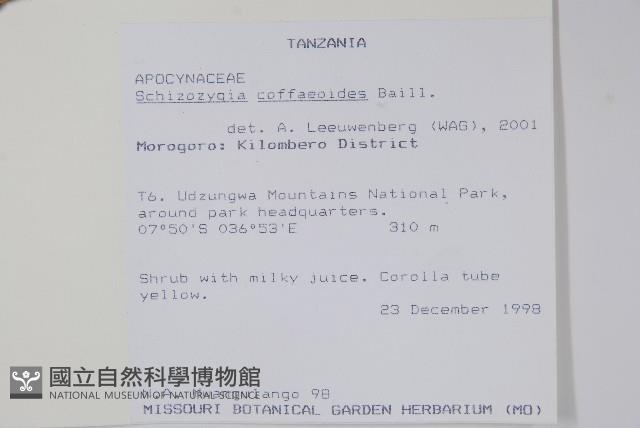 TANZANIA
APOCYNACEAE
Schizozygia coffaeoides Baill.
det. A. Leeuwenberg (WAG), 2001
Morogoro: Kilombero District
T6. Udzungwa Mountains National Park,
around park headquarters.
07°50'S 036°53'E 310 m
Shrub with milky juice. Corolla tube
yellow.
23 December 1998
國立自然科學博物館
NATIONAL MUSEUM OF NATURAL SCIENCE
98
MISSOURI BOTANICAL GARDEN HERBARIUM (MO)